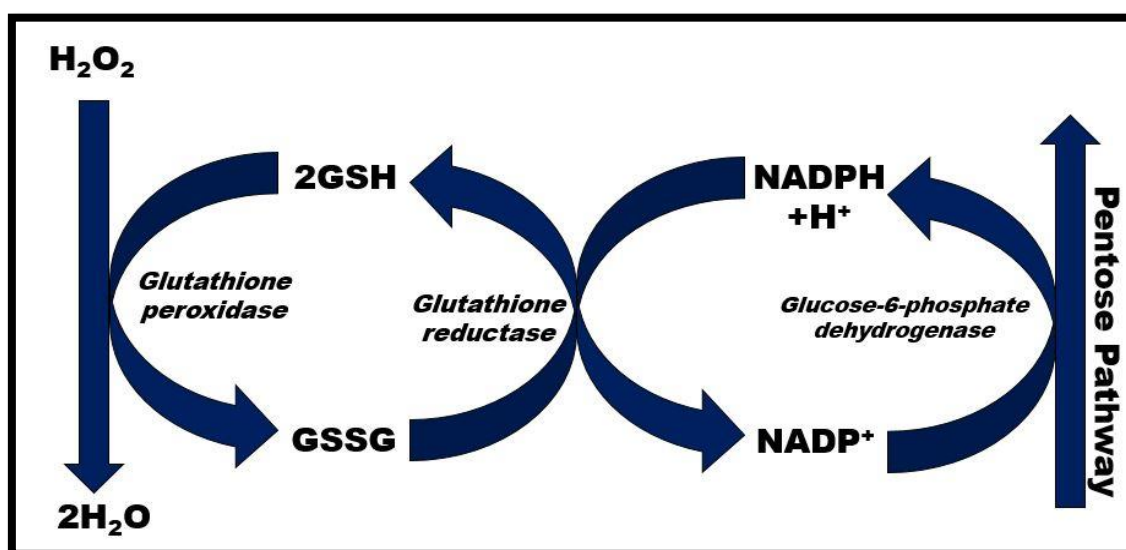 H₂O₂
2GSH
NADPH
+H⁺
Glutathione
peroxidase
Glutathione
reductase
Glucose-6-phosphate
dehydrogenase
Pentose Pathway
GSSG
NADP⁺
2H₂O